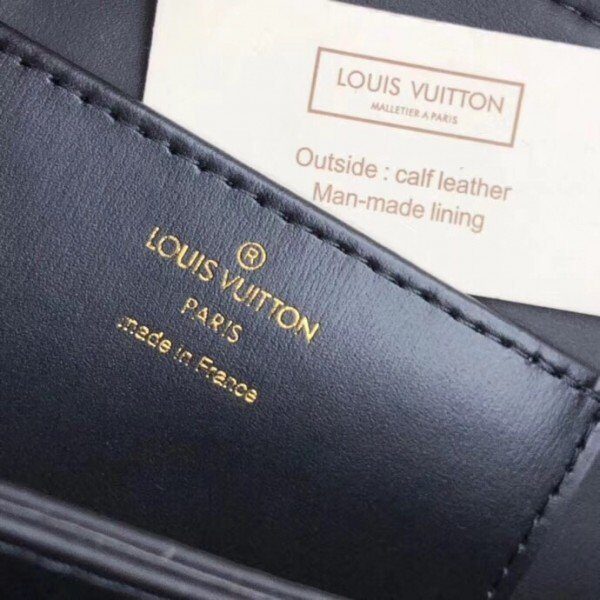 LOUIS VUITTON
MALLETIER A PARIS
Outside : calf leather
Man-made lining
®
LOUIS VUITTON
PARIS
made in France